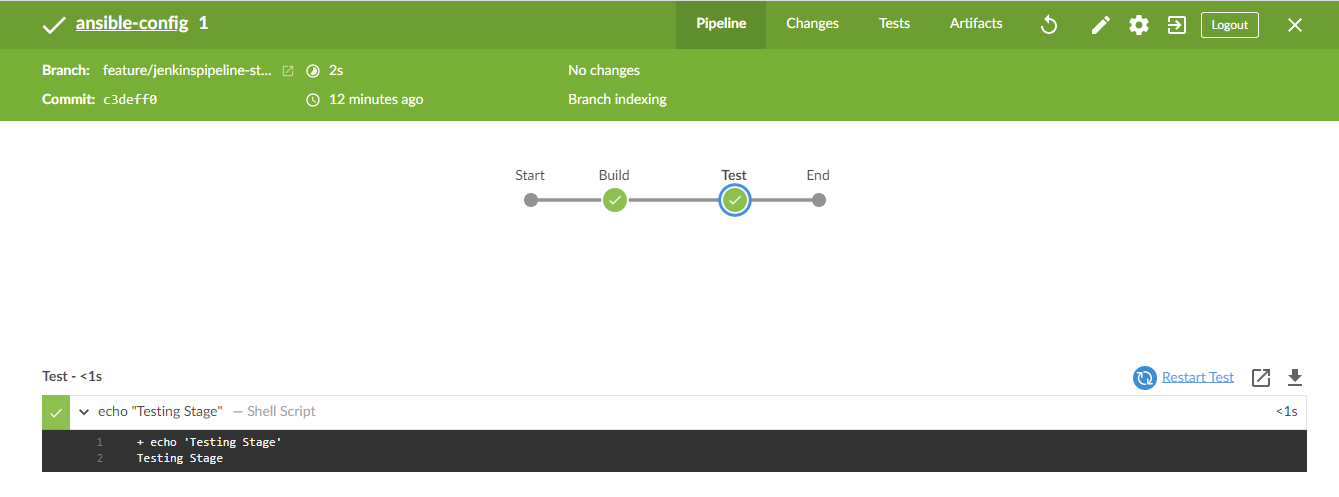 ansible-config 1 Pipeline Changes Tests Artifacts Logout
Branch: feature/jenkinspipeline-st... 2s No changes
Commit: c3deff0 12 minutes ago Branch indexing
Start Build Test End
Test - <1s Restart Test
echo "Testing Stage" — Shell Script <1s
1 + echo 'Testing Stage'
2 Testing Stage